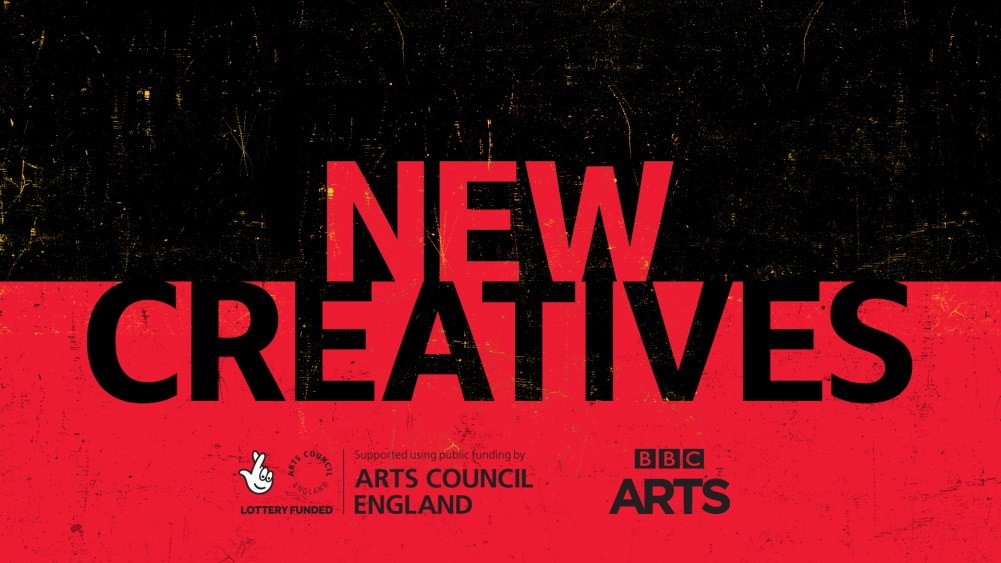 NEW
CREATIVES
ARTS COUNCIL
ENGLAND
LOTTERY FUNDED
Supported using public funding by
ARTS COUNCIL
ENGLAND
BBC
ARTS